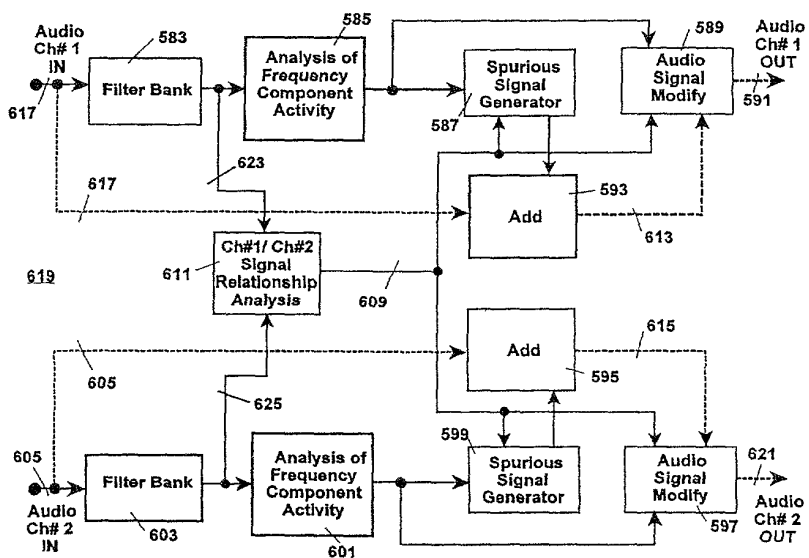 Audio
Ch# 1
IN
617
583
Filter Bank
585
Analysis of
Frequency
Component
Activity
587
Spurious
Signal
Generator
589
Audio
Signal
Modify
591
Audio
Ch# 1
OUT
623
617
593
Add
613
619
611
Ch#1/ Ch#2
Signal
Relationship
Analysis
609
605
Add
595
615
625
605
Audio
Ch# 2
IN
Filter Bank
603
Analysis of
Frequency
Component
Activity
601
599
Spurious
Signal
Generator
Audio
Signal
Modify
597
621
Audio
Ch# 2
OUT